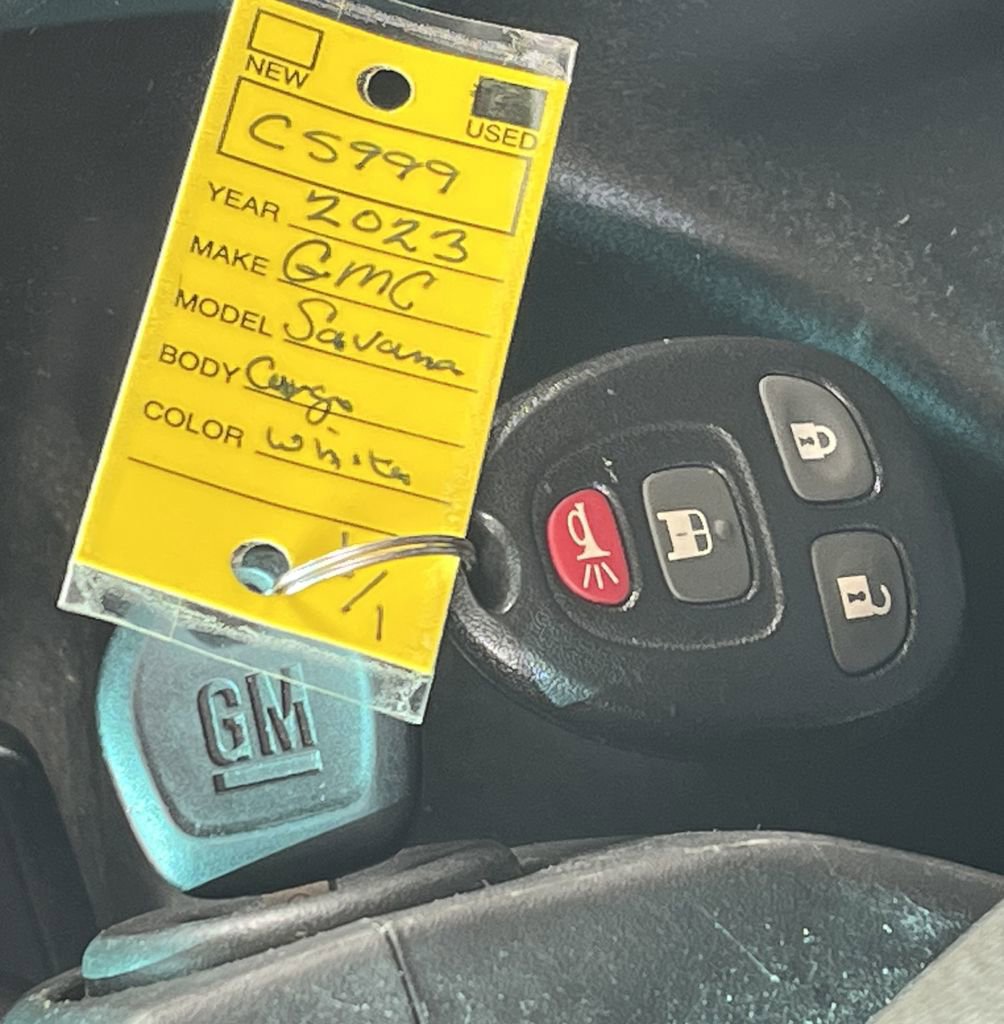 NEW
USED
CS999
YEAR 2023
MAKE GMC
MODEL Savana
BODY Cargo
COLOR white
1/1
GM